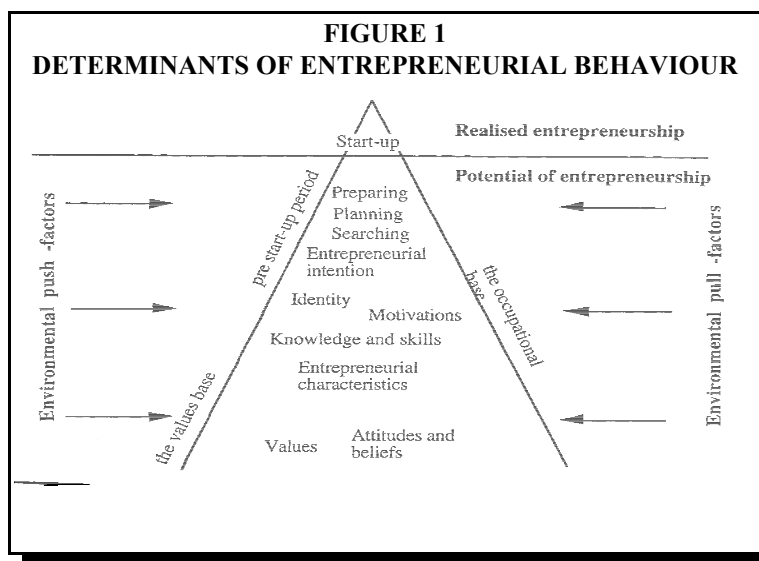 FIGURE 1
DETERMINANTS OF ENTREPRENEURIAL BEHAVIOUR
Start-up
Realised entrepreneurship
Potential of entrepreneurship
Preparing
Planning
Searching
Entrepreneurial
intention
Identity
Motivations
Knowledge and skills
Entrepreneurial
characteristics
Values
Attitudes and
beliefs
Environmental push -factors
the values base
pre start-up period
the occupational
base
Environmental pull -factors